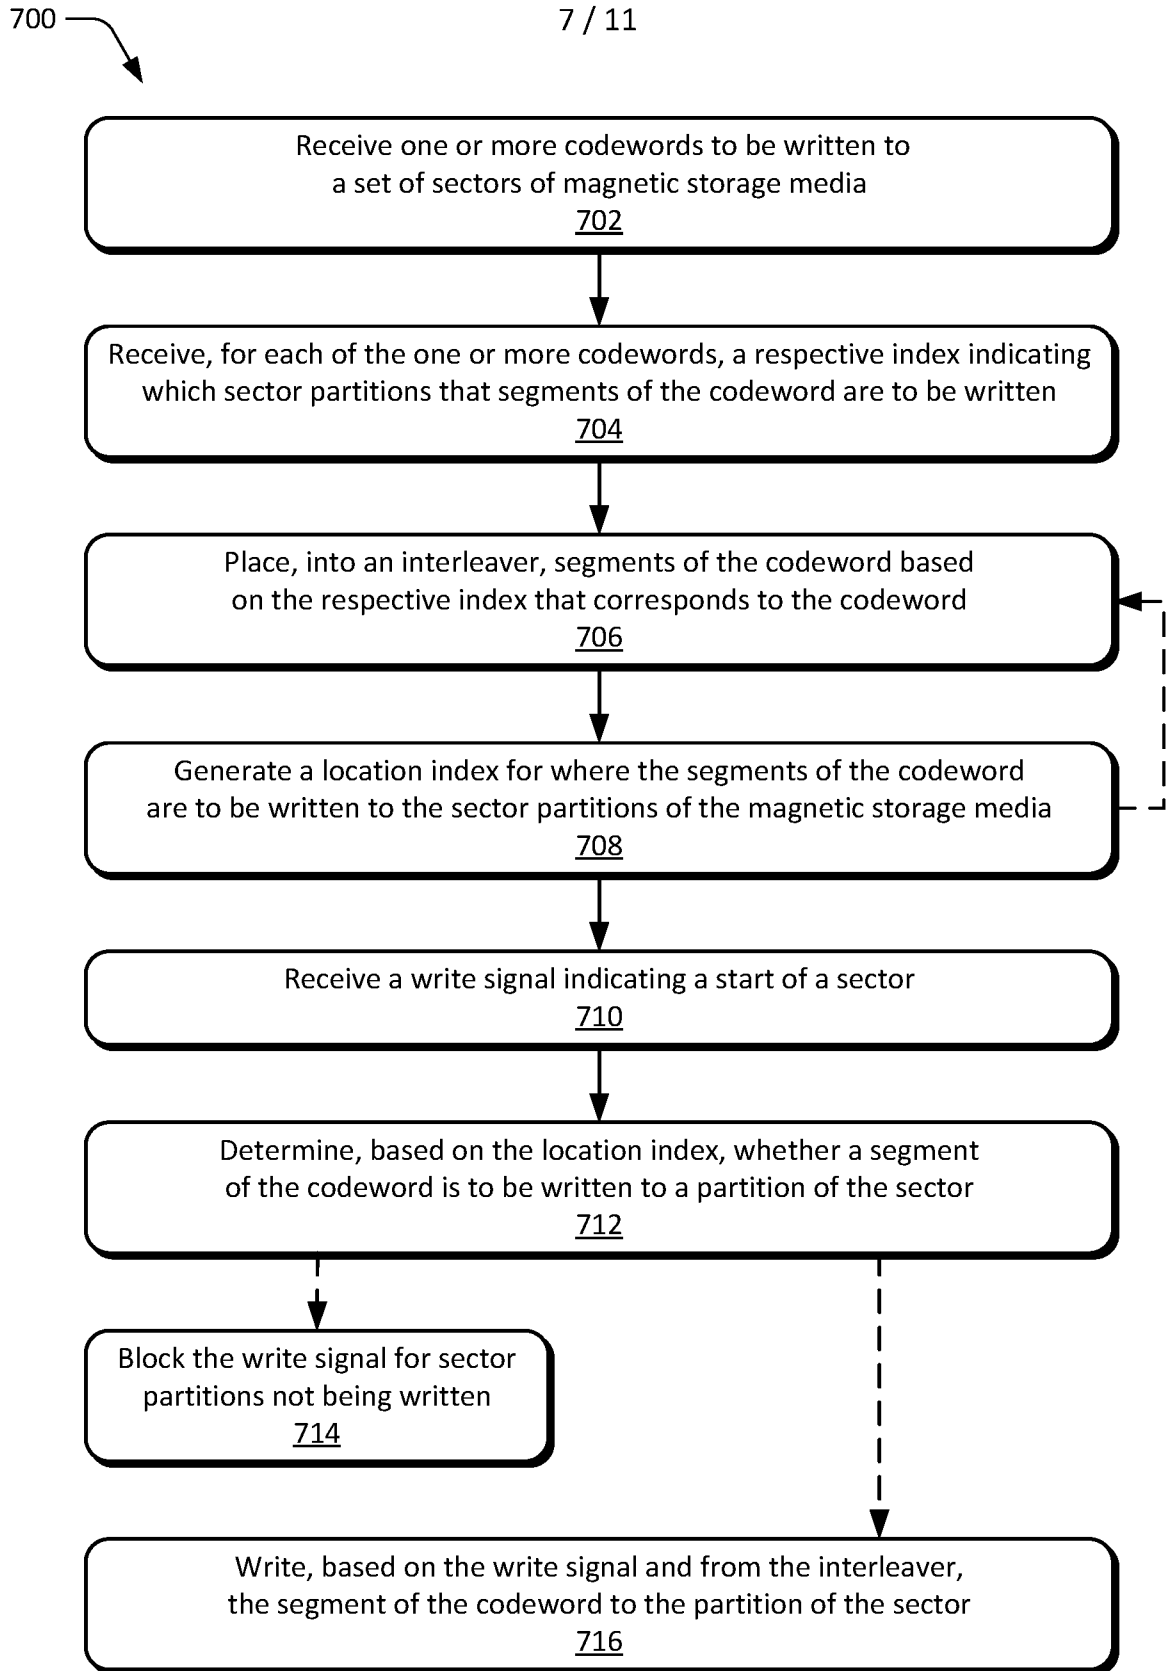 700
7 / 11
Receive one or more codewords to be written to
a set of sectors of magnetic storage media
702
Receive, for each of the one or more codewords, a respective index indicating
which sector partitions that segments of the codeword are to be written
704
Place, into an interleaver, segments of the codeword based
on the respective index that corresponds to the codeword
706
Generate a location index for where the segments of the codeword
are to be written to the sector partitions of the magnetic storage media
708
Receive a write signal indicating a start of a sector
710
Determine, based on the location index, whether a segment
of the codeword is to be written to a partition of the sector
712
Block the write signal for sector
partitions not being written
714
Write, based on the write signal and from the interleaver,
the segment of the codeword to the partition of the sector
716